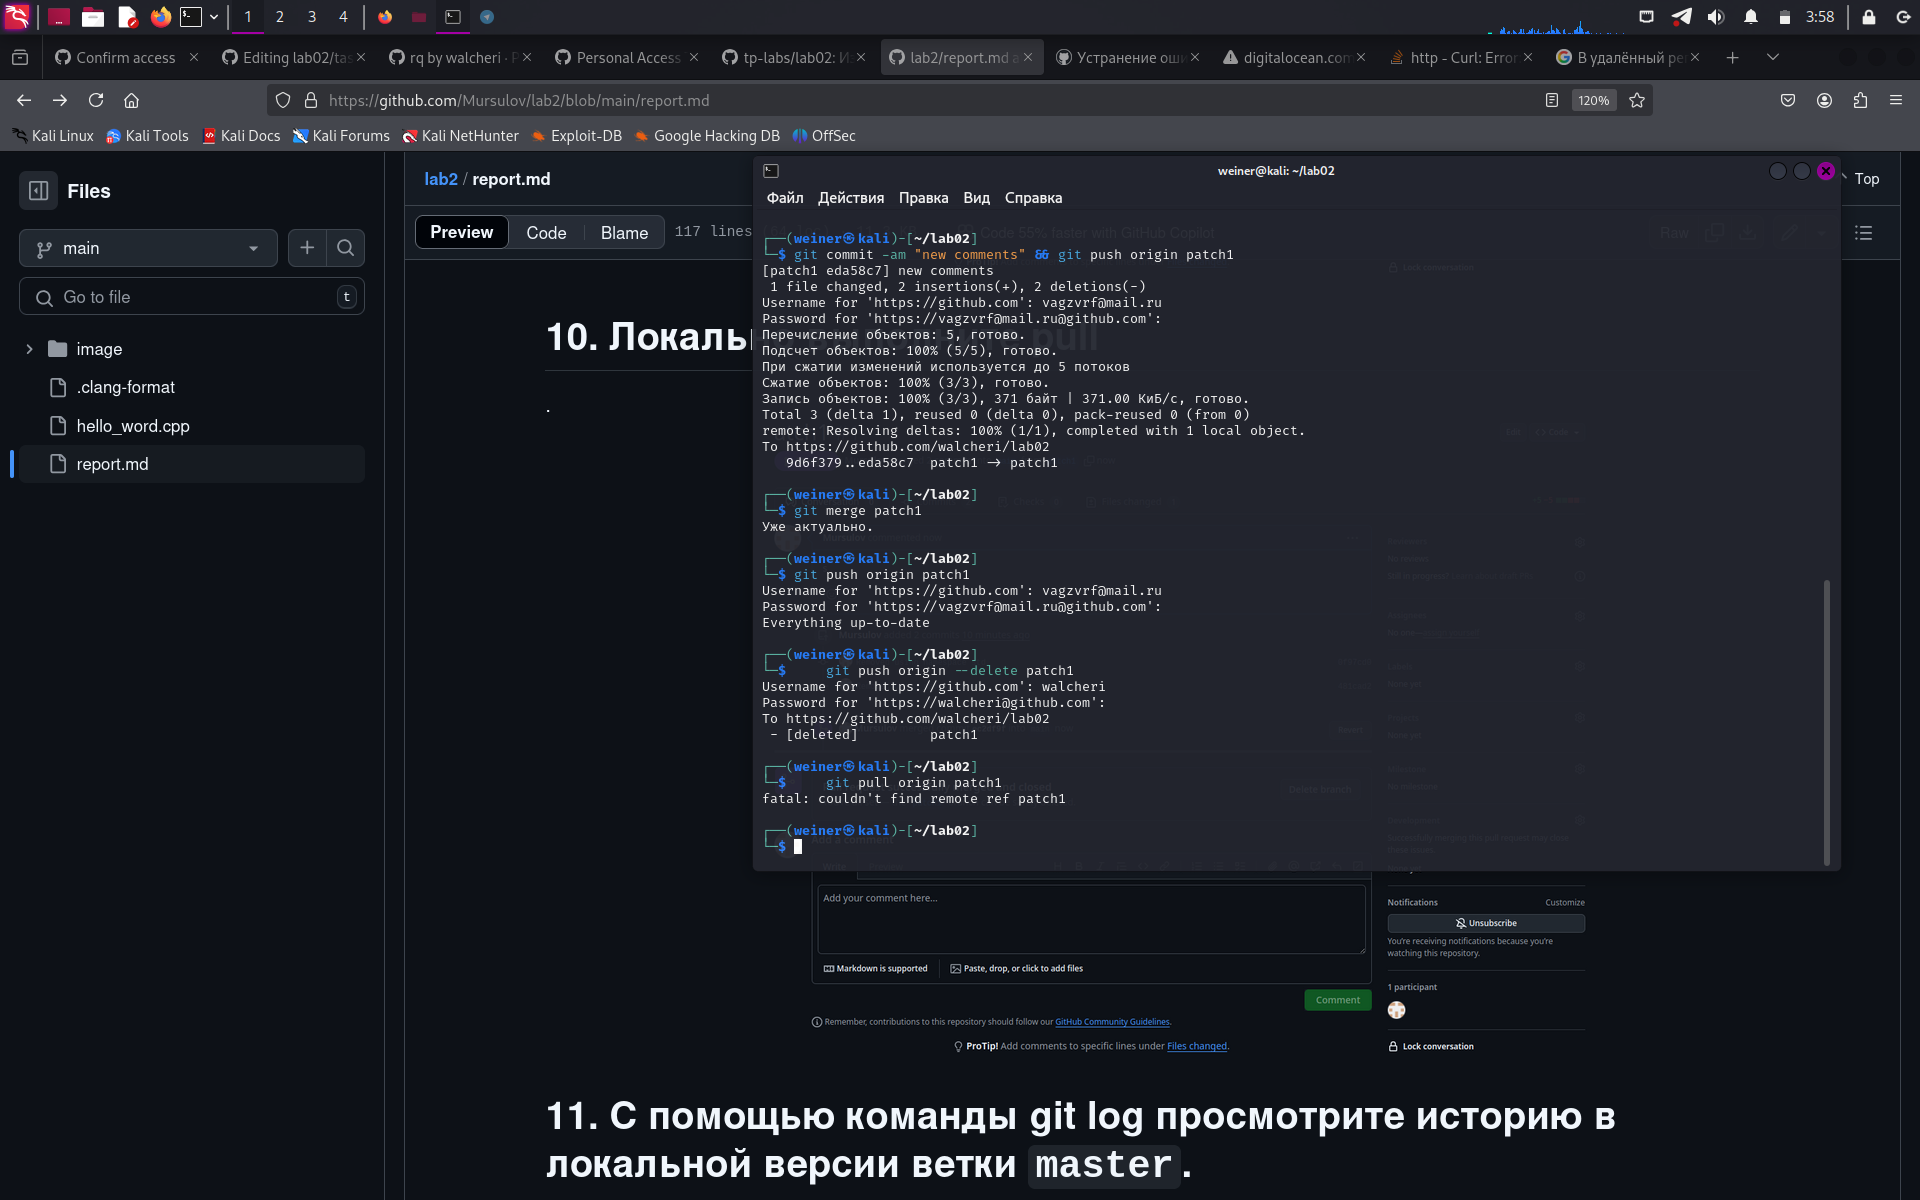 1 2 3 4
3:58
Confirm access
Editing lab02/tas
rq by walcheri · P
Personal Access
tp-labs/lab02: И
lab2/report.md a
Устранение оши
digitalocean.com
http - Curl: Error
В удалённый ре
https://github.com/Mursulov/lab2/blob/main/report.md
120%
Kali Linux
Kali Tools
Kali Docs
Kali Forums
Kali NetHunter
Exploit-DB
Google Hacking DB
OffSec
Files
main
Go to file
t
image
.clang-format
hello_word.cpp
report.md
lab2 / report.md
Top
Preview
Code
Blame
117 lines
Code 55% faster with GitHub Copilot
Raw
10. Локаль
pull
.
weiner@kali: ~/lab02
Файл Действия Правка Вид Справка
┌──(weiner㉿kali)-[~/lab02]
└─$ git commit -am "new comments" && git push origin patch1
[patch1 eda58c7] new comments
1 file changed, 2 insertions(+), 2 deletions(-)
Username for 'https://github.com': vagzvrf@mail.ru
Password for 'https://vagzvrf@mail.ru@github.com':
Перечисление объектов: 5, готово.
Подсчет объектов: 100% (5/5), готово.
При сжатии изменений используется до 5 потоков
Сжатие объектов: 100% (3/3), готово.
Запись объектов: 100% (3/3), 371 байт | 371.00 КиБ/с, готово.
Total 3 (delta 1), reused 0 (delta 0), pack-reused 0 (from 0)
remote: Resolving deltas: 100% (1/1), completed with 1 local object.
To https://github.com/walcheri/lab02
9d6f379..eda58c7  patch1 -> patch1
┌──(weiner㉿kali)-[~/lab02]
└─$ git merge patch1
Уже актуально.
┌──(weiner㉿kali)-[~/lab02]
└─$ git push origin patch1
Username for 'https://github.com': vagzvrf@mail.ru
Password for 'https://vagzvrf@mail.ru@github.com':
Everything up-to-date
┌──(weiner㉿kali)-[~/lab02]
└─$     git push origin --delete patch1
Username for 'https://github.com': walcheri
Password for 'https://walcheri@github.com':
To https://github.com/walcheri/lab02
- [deleted]         patch1
┌──(weiner㉿kali)-[~/lab02]
└─$     git pull origin patch1
fatal: couldn't find remote ref patch1
┌──(weiner㉿kali)-[~/lab02]
└─$
Lock conversation
Delete branch
Add your comment here...
Markdown is supported
Paste, drop, or click to add files
Comment
Remember, contributions to this repository should follow our GitHub Community Guidelines.
ProTip! Add comments to specific lines under Files changed.
Notifications
Customize
Unsubscribe
You're receiving notifications because you're
watching this repository.
1 participant
Lock conversation
11. С помощью команды git log просмотрите историю в
локальной версии ветки master.